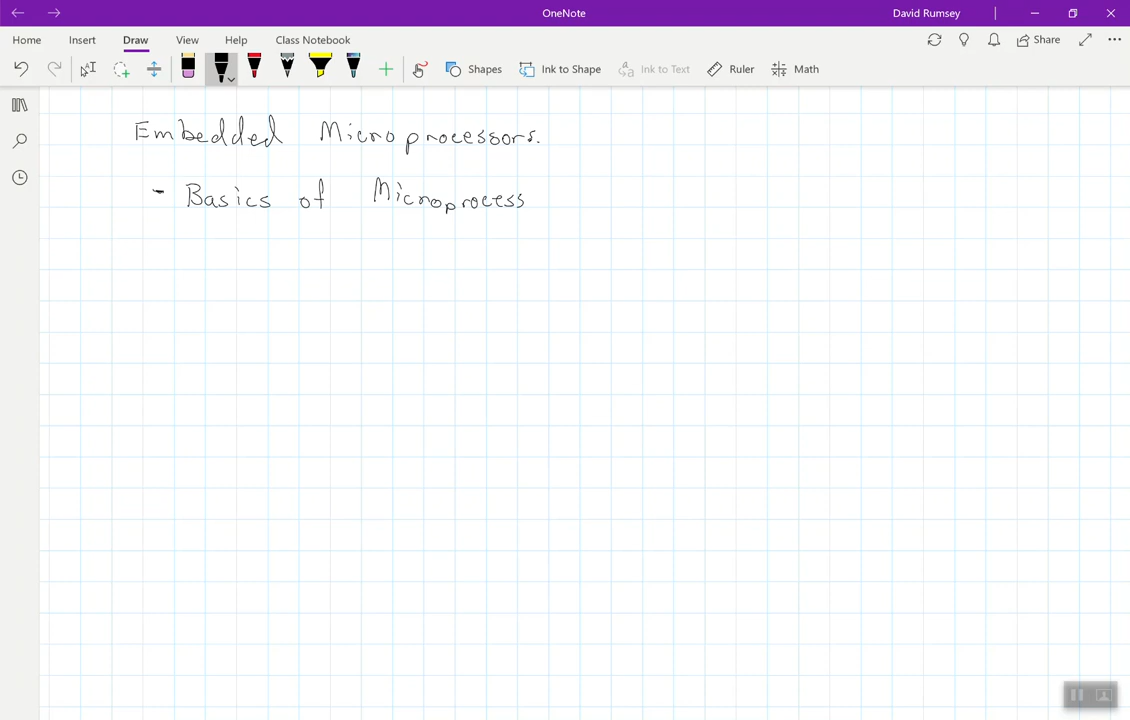 OneNote
David Rumsey
Home Insert Draw View Help Class Notebook
Share
Shapes Ink to Shape Ink to Text Ruler Math
Embedded Microprocessors.
- Basics of Microprocess